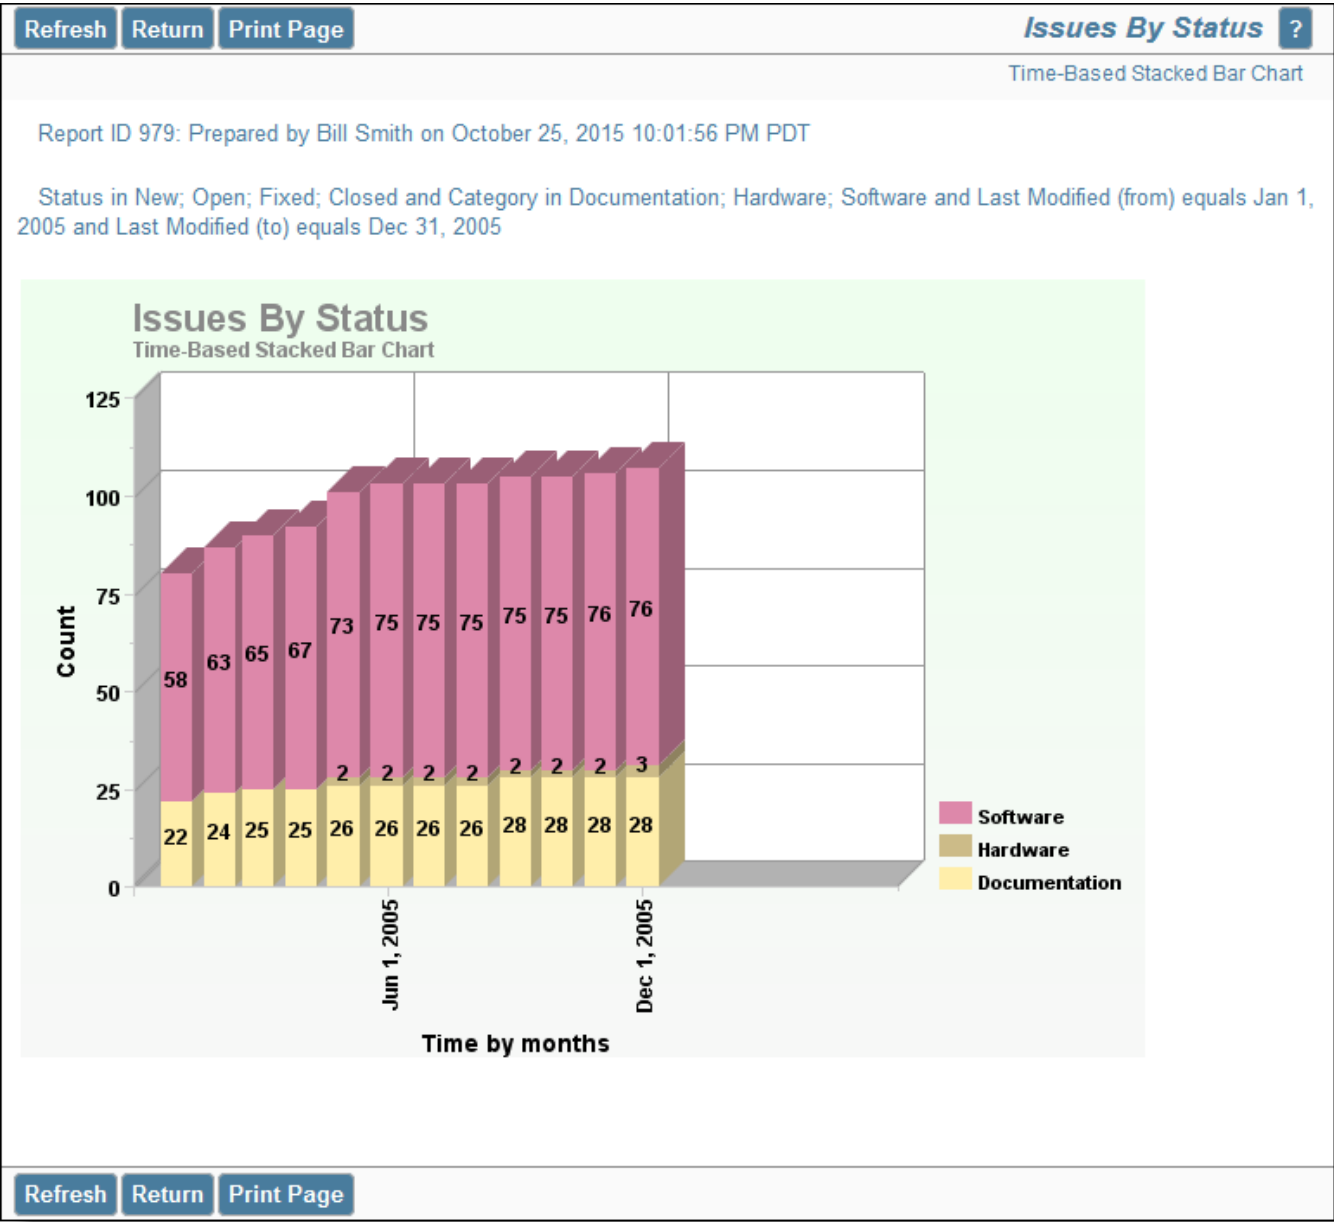 Refresh Return Print Page Issues By Status ?
Time-Based Stacked Bar Chart
Report ID 979: Prepared by Bill Smith on October 25, 2015 10:01:56 PM PDT
Status in New; Open; Fixed; Closed and Category in Documentation; Hardware; Software and Last Modified (from) equals Jan 1,
2005 and Last Modified (to) equals Dec 31, 2005
Issues By Status
Time-Based Stacked Bar Chart
125
100
75
50
25
0
Count
58 63 65 67 73 75 75 75 75 75 76 76
2 2 2 2 2 2 2 3
22 24 25 25 26 26 26 26 28 28 28 28
Software
Hardware
Documentation
Jun 1, 2005
Dec 1, 2005
Time by months
Refresh Return Print Page